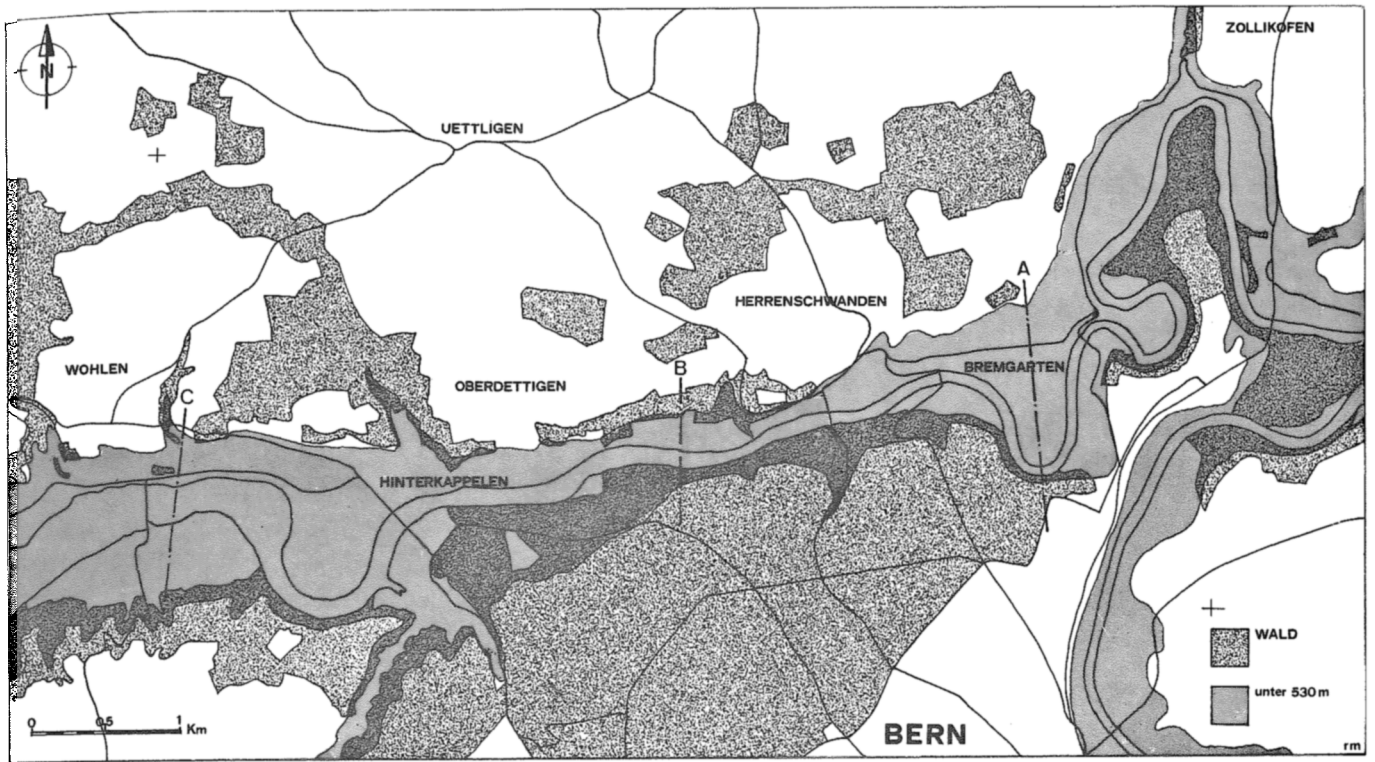 ZOLLIKOFEN
N
UETTLIGEN
A
HERRENSCHWANDEN
B
BREMGARTEN
WOHLEN
OBERDETTIGEN
C
HINTERKAPPELEN
WALD
unter 530 m
0 0,5 1 Km
BERN
rm